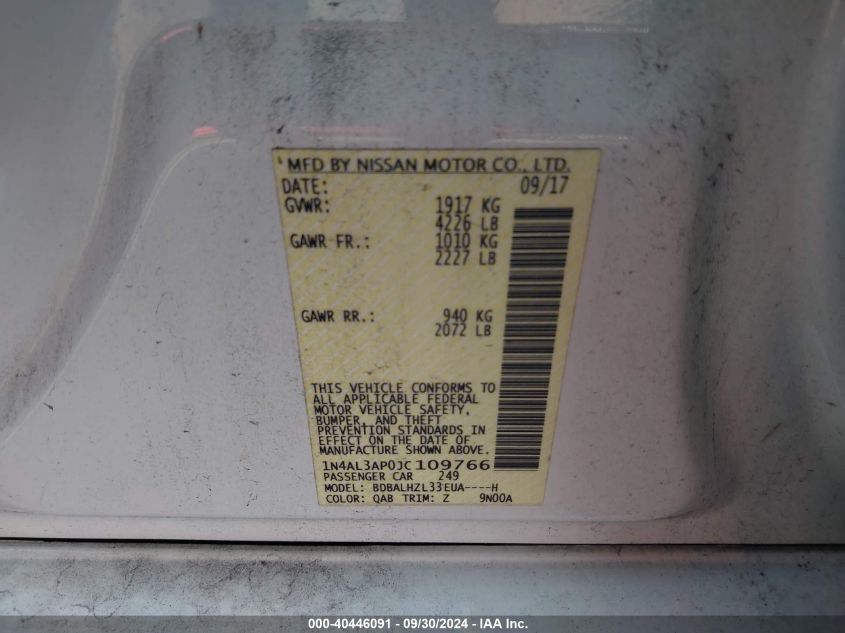 MFD BY NISSAN MOTOR CO., LTD.
DATE: 09/17
GVWR: 1917 KG
4226 LB
GAWR FR.: 1010 KG
2227 LB
GAWR RR.: 940 KG
2072 LB
THIS VEHICLE CONFORMS TO
ALL APPLICABLE FEDERAL
MOTOR VEHICLE SAFETY,
BUMPER, AND THEFT
PREVENTION STANDARDS IN
EFFECT ON THE DATE OF
MANUFACTURE SHOWN ABOVE.
1N4AL3AP0JC109766
PASSENGER CAR 249
MODEL: BDBALHZL33EUA----H
COLOR: QAB TRIM: Z 9N00A
000-40446091 - 09/30/2024 - IAA Inc.